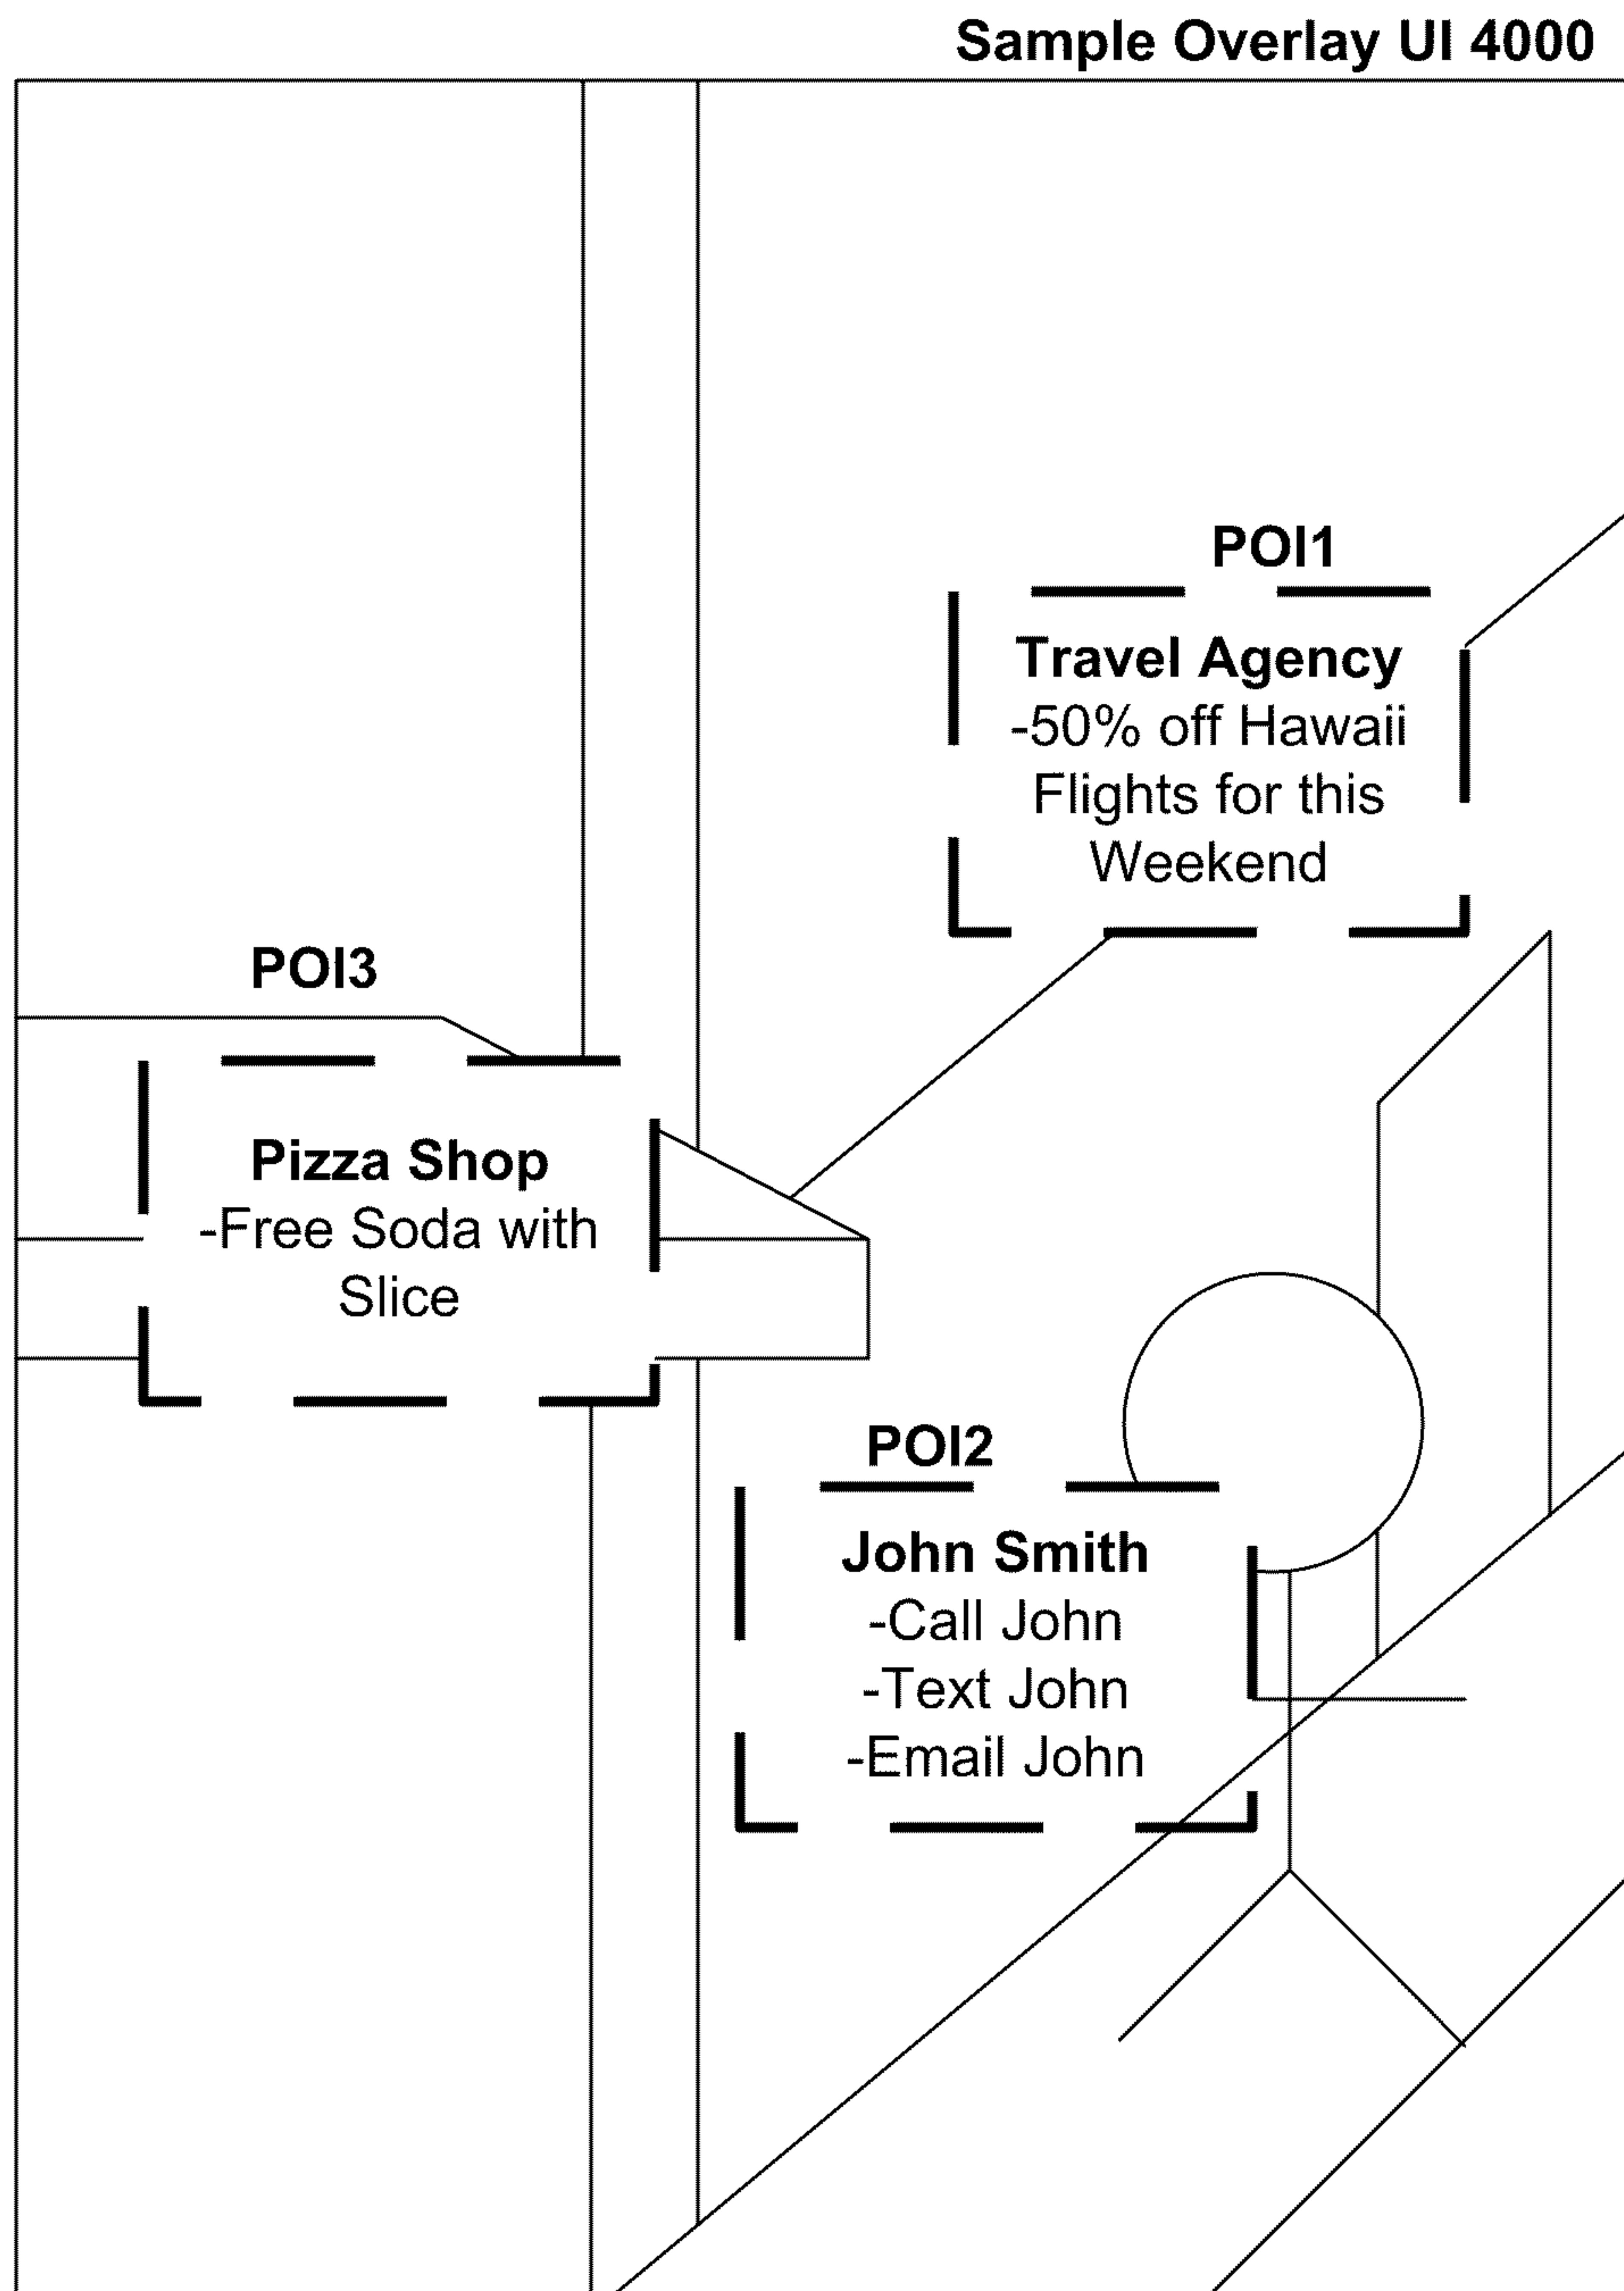 Sample Overlay UI 4000
POI1
Travel Agency
-50% off Hawaii
Flights for this
Weekend
POI3
Pizza Shop
-Free Soda with
Slice
POI2
John Smith
-Call John
-Text John
-Email John